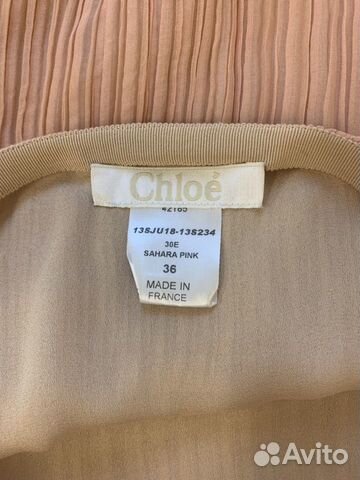 Chloé
42165
13SJU18-13S234
30E
SAHARA PINK
36
MADE IN
FRANCE
Avito